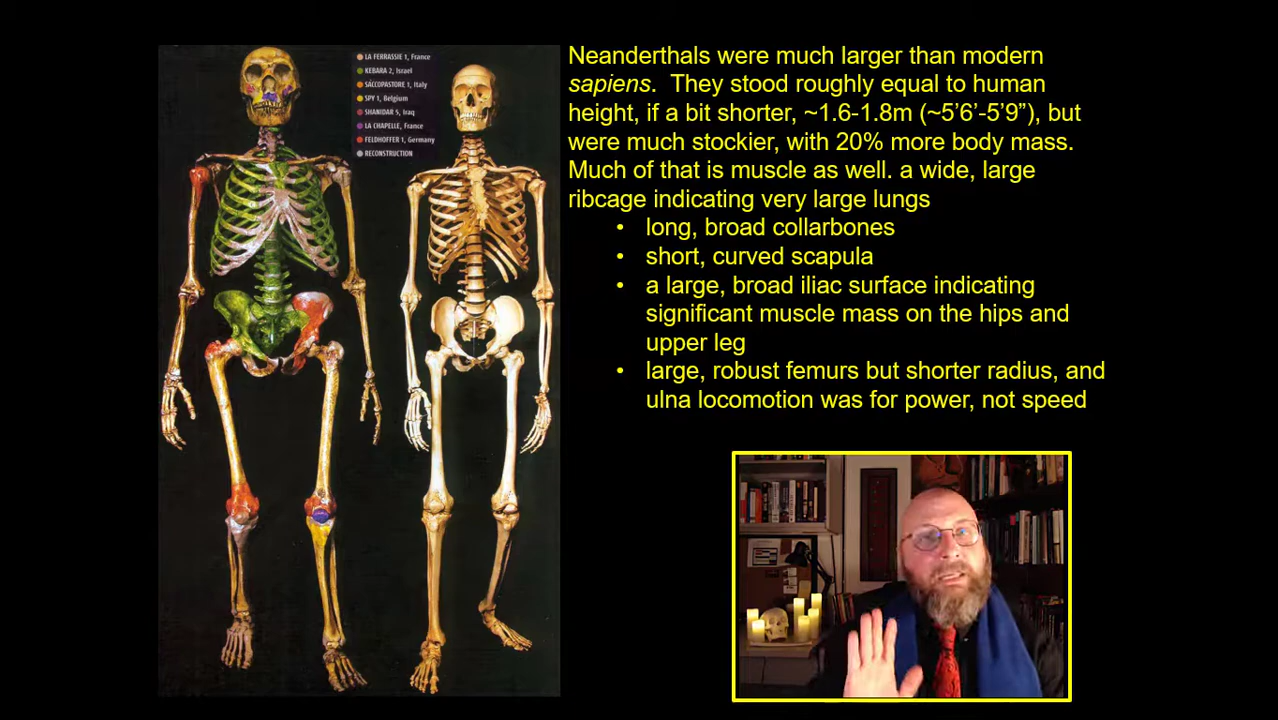 LA FERRASSIE 1, France
KEBARA 2, Israel
SACCOPASTORE 1, Italy
SPY 1, Belgium
SHANIDAR 5, Iraq
LA CHAPELLE, France
FELDHOFFER 1, Germany
RECONSTRUCTION
Neanderthals were much larger than modern
sapiens. They stood roughly equal to human
height, if a bit shorter, ~1.6-1.8m (~5’6’-5’9”), but
were much stockier, with 20% more body mass.
Much of that is muscle as well. a wide, large
ribcage indicating very large lungs
• long, broad collarbones
• short, curved scapula
• a large, broad iliac surface indicating
significant muscle mass on the hips and
upper leg
• large, robust femurs but shorter radius, and
ulna locomotion was for power, not speed